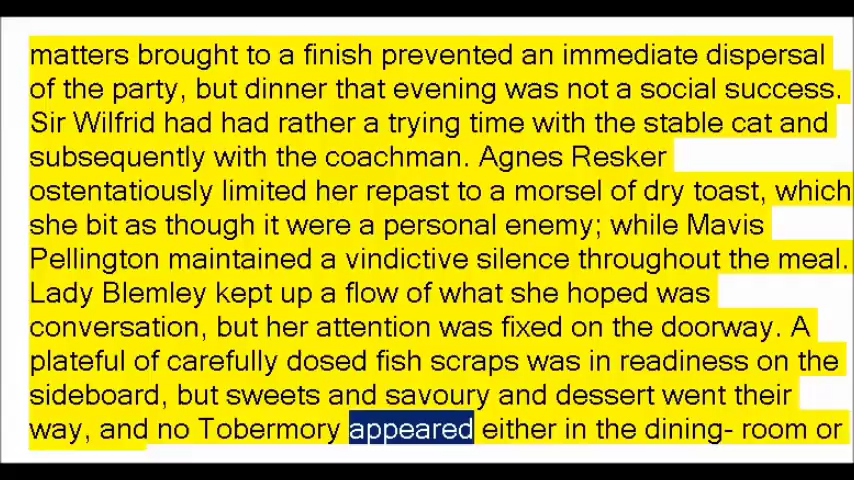 matters brought to a finish prevented an immediate dispersal
of the party, but dinner that evening was not a social success.
Sir Wilfrid had had rather a trying time with the stable cat and
subsequently with the coachman. Agnes Resker
ostentatiously limited her repast to a morsel of dry toast, which
she bit as though it were a personal enemy; while Mavis
Pellington maintained a vindictive silence throughout the meal.
Lady Blemley kept up a flow of what she hoped was
conversation, but her attention was fixed on the doorway. A
plateful of carefully dosed fish scraps was in readiness on the
sideboard, but sweets and savoury and dessert went their
way, and no Tobermory appeared either in the dining- room or